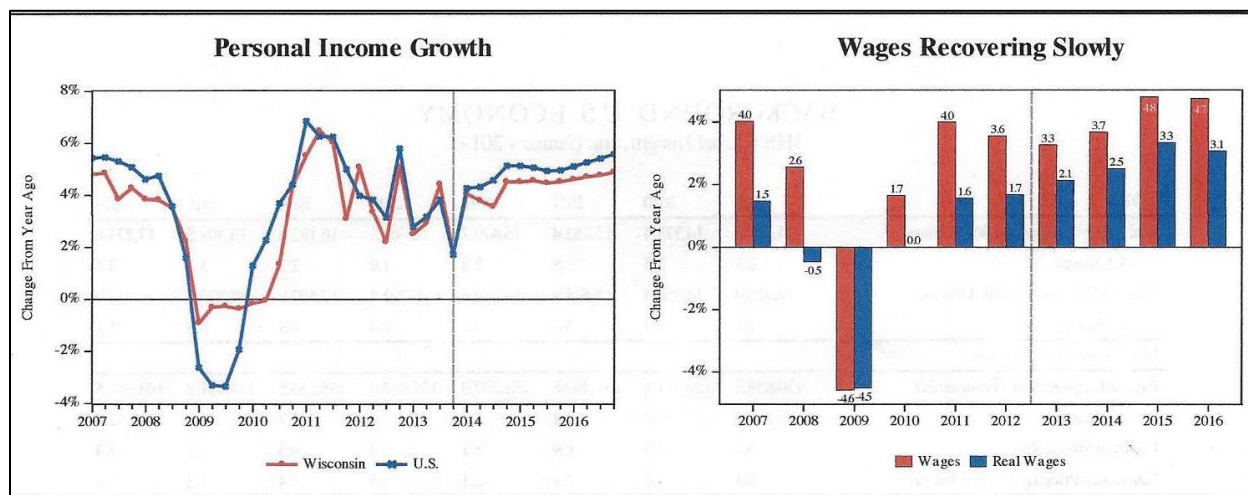 Personal Income Growth
Change From Year Ago
8%
6%
4%
2%
0%
-2%
-4%
2007 2008 2009 2010 2011 2012 2013 2014 2015 2016
Wisconsin U.S.
Wages Recovering Slowly
Change From Year Ago
4%
2%
0%
-2%
-4%
4.0 1.5 2.6 -0.5 -4.6 -4.5 1.7 0.0 4.0 1.6 3.6 1.7 3.3 2.1 3.7 2.5 4.8 3.3 4.7 3.1
2007 2008 2009 2010 2011 2012 2013 2014 2015 2016
Wages Real Wages
BACKGROUND U.S. ECONOMY